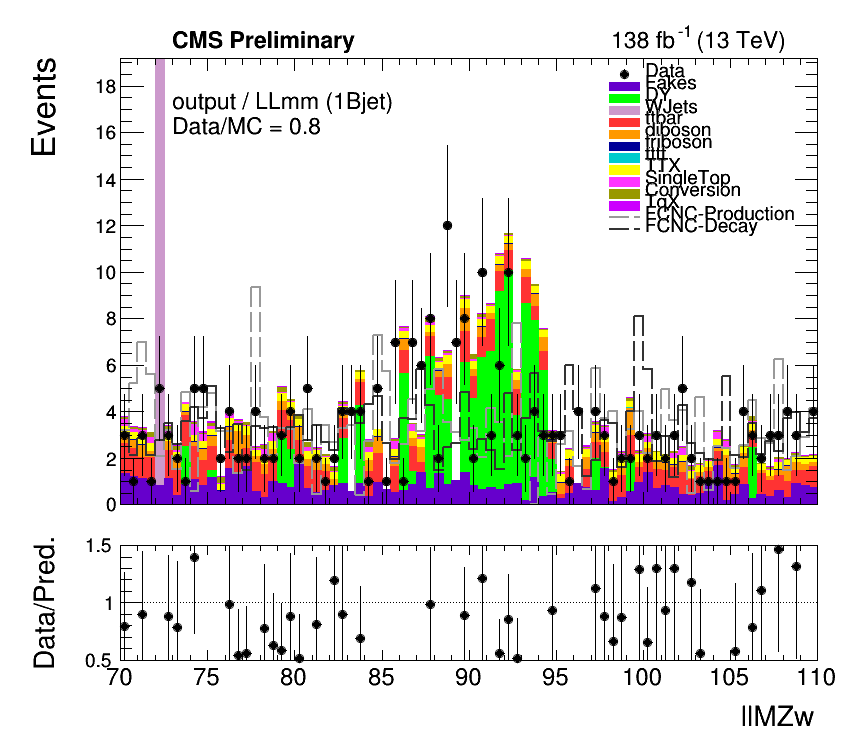 CMS Preliminary
138 fb-1 (13 TeV)
Events
output / LLmm (1Bjet)
Data/MC = 0.8
Data
Fakes
DY
WJets
ttbar
diboson
triboson
tttt
TTX
SingleTop
Conversion
TqX
FCNC-Production
FCNC-Decay
18
16
14
12
10
8
6
4
2
0
Data/Pred.
1.5
1
0.5
70 75 80 85 90 95 100 105 110
llMZw